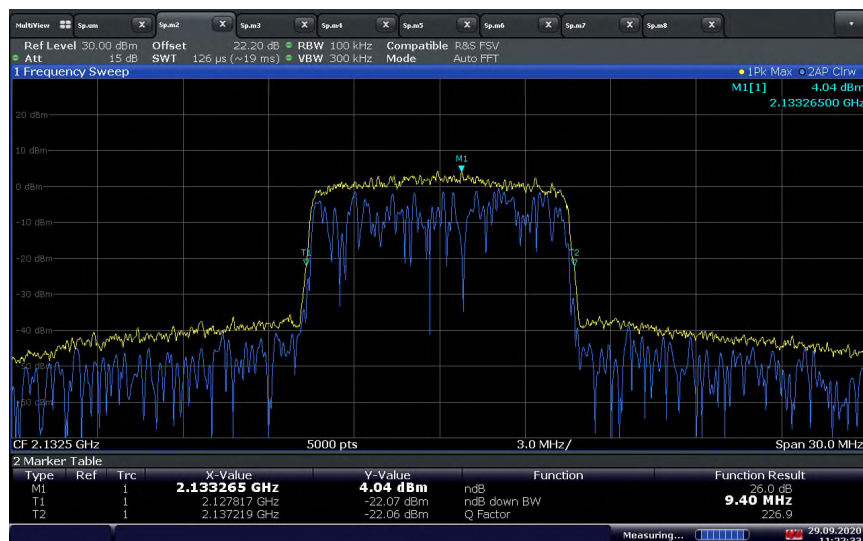 MultiView Sp.um X Sp.m2 X Sp.m3 X Sp.m4 X Sp.m5 X Sp.m6 X Sp.m7 X Sp.m8 X
Ref Level 30.00 dBm Offset 22.20 dB RBW 100 kHz Compatible R&S FSV
Att 15 dB SWT 126 µs (~19 ms) VBW 300 kHz Mode Auto FFT
1 Frequency Sweep 1Pk Max 2AP Clrw
M1[1] 4.04 dBm
2.13326500 GHz
20 dBm
10 dBm
M1
0 dBm
-10 dBm
T1 T2
-20 dBm
-30 dBm
-40 dBm
-50 dBm
-60 dBm
CF 2.1325 GHz 5000 pts 3.0 MHz/ Span 30.0 MHz
2 Marker Table
Type Ref Trc X-Value Y-Value Function Function Result
M1 1 2.133265 GHz 4.04 dBm ndB 26.0 dB
T1 1 2.127817 GHz -22.07 dBm ndB down BW 9.40 MHz
T2 1 2.137219 GHz -22.06 dBm Q Factor 226.9
Measuring... 29.09.2020